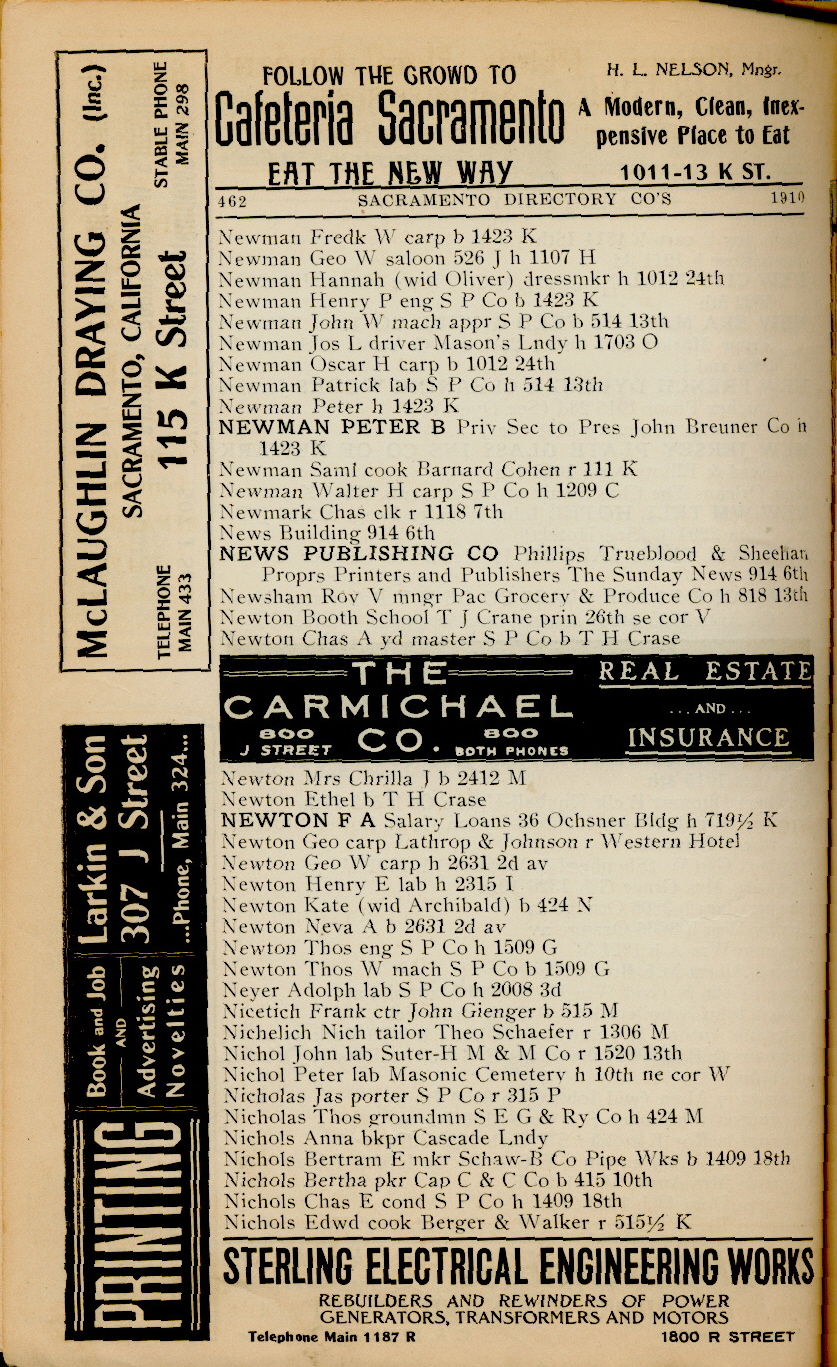 FOLLOW THE CROWD TO
Cafeteria Sacramento
EAT THE NEW WAY
H. L. NELSON, Mngr.
A Modern, Clean, Inex-
pensive Place to Eat
1011-13 K ST.
462 SACRAMENTO DIRECTORY CO'S 1910
Newman Fredk W carp b 1423 K
Newman Geo W saloon 526 J h 1107 H
Newman Hannah (wid Oliver) dressmkr h 1012 24th
Newman Henry P eng S P Co b 1423 K
Newman John W mach appr S P Co b 514 13th
Newman Jos L driver Mason's Lndy h 1703 O
Newman Oscar H carp b 1012 24th
Newman Patrick lab S P Co h 514 13th
Newman Peter h 1423 K
NEWMAN PETER B Priv Sec to Pres John Breuner Co h
1423 K
Newman Saml cook Barnard Cohen r 111 K
Newman Walter H carp S P Co h 1209 C
Newmark Chas clk r 1118 7th
News Building 914 6th
NEWS PUBLISHING CO Phillips Trueblood & Sheehan
Proprs Printers and Publishers The Sunday News 914 6th
Newsham Roy V mngr Pac Grocery & Produce Co h 818 13th
Newton Booth School T J Crane prin 26th se cor V
Newton Chas A yd master S P Co b T H Crase
THE
CARMICHAEL
CO.
800
J STREET
800
BOTH PHONES
REAL ESTATE
...AND...
INSURANCE
Newton Mrs Chrilla J b 2412 M
Newton Ethel b T H Crase
NEWTON F A Salary Loans 36 Ochsner Bldg h 719½ K
Newton Geo carp Lathrop & Johnson r Western Hotel
Newton Geo W carp h 2631 2d av
Newton Henry E lab h 2315 I
Newton Kate (wid Archibald) b 424 N
Newton Neva A b 2631 2d av
Newton Thos eng S P Co h 1509 G
Newton Thos W mach S P Co b 1509 G
Neyer Adolph lab S P Co h 2008 3d
Nicetich Frank ctr John Gienger b 515 M
Nichelich Nich tailor Theo Schaefer r 1306 M
Nichol John lab Suter-H M & M Co r 1520 13th
Nichol Peter lab Masonic Cemetery h 10th ne cor W
Nicholas Jas porter S P Co r 315 P
Nicholas Thos groundmn S E G & Ry Co h 424 M
Nichols Anna bkpr Cascade Lndy
Nichols Bertram E mkr Schaw-B Co Pipe Wks b 1409 18th
Nichols Bertha pkr Cap C & C Co b 415 10th
Nichols Chas E cond S P Co h 1409 18th
Nichols Edwd cook Berger & Walker r 515½ K
STERLING ELECTRICAL ENGINEERING WORKS
REBUILDERS AND REWINDERS OF POWER
GENERATORS, TRANSFORMERS AND MOTORS
Telephone Main 1187 R 1800 R STREET
McLAUGHLIN DRAYING CO. (Inc.)
SACRAMENTO, CALIFORNIA
TELEPHONE
MAIN 433
115 K Street
STABLE PHONE
MAIN 298
PRINTING
Book and Job
AND
Advertising
Novelties
Larkin & Son
307 J Street
...Phone, Main 324...